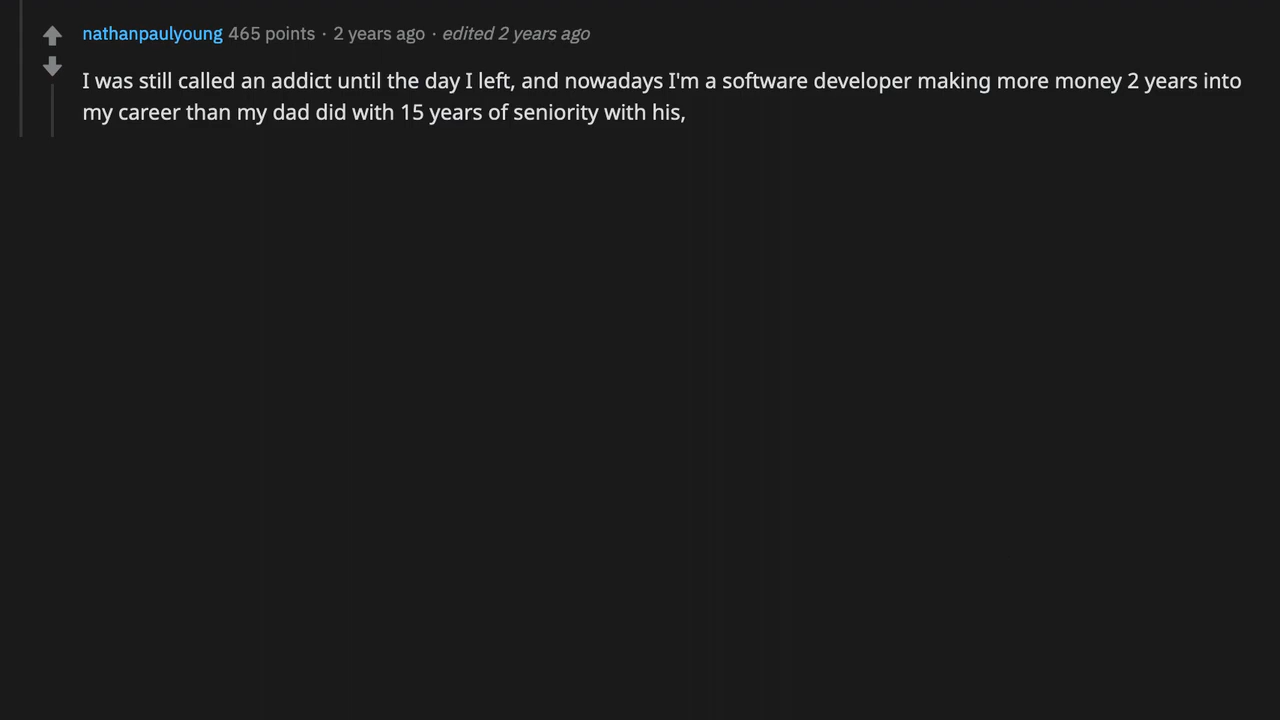 nathanpaulyoung 465 points · 2 years ago · edited 2 years ago
I was still called an addict until the day I left, and nowadays I'm a software developer making more money 2 years into
my career than my dad did with 15 years of seniority with his,